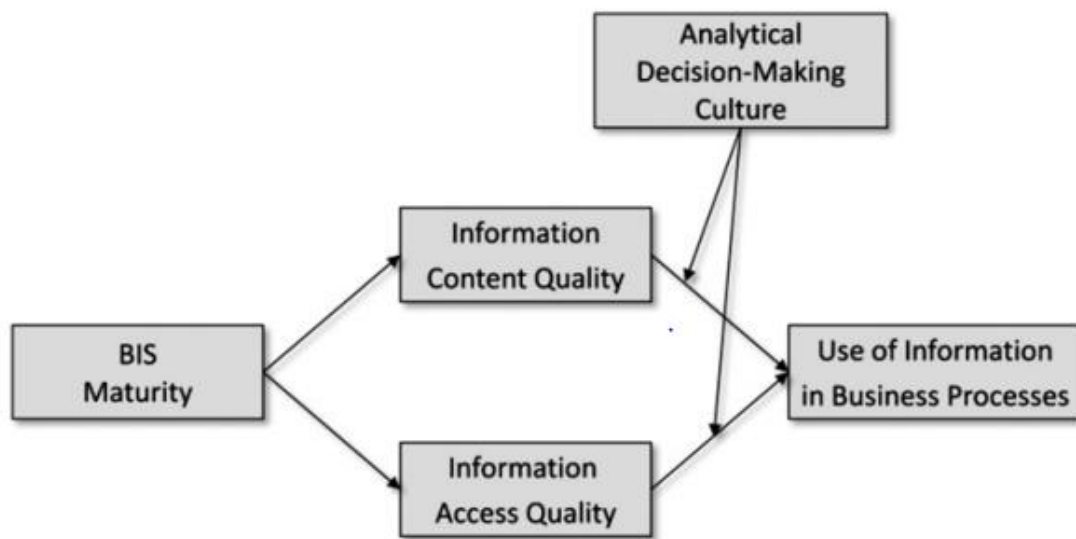 Analytical
Decision-Making
Culture
Information
Content Quality
BIS
Maturity
Use of Information
in Business Processes
Information
Access Quality